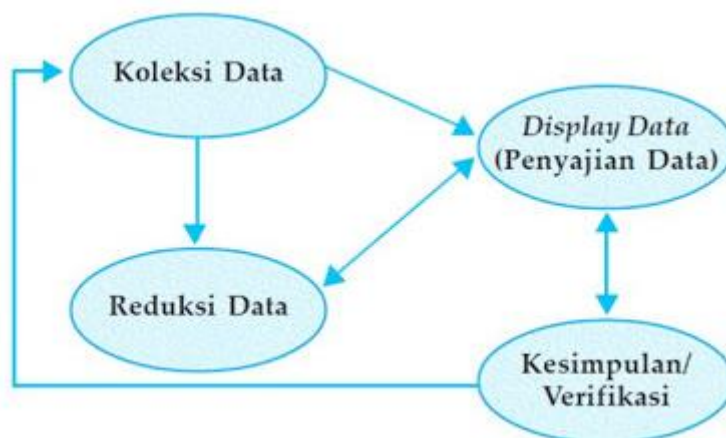 Koleksi Data
Display Data
(Penyajian Data)
Reduksi Data
Kesimpulan/
Verifikasi